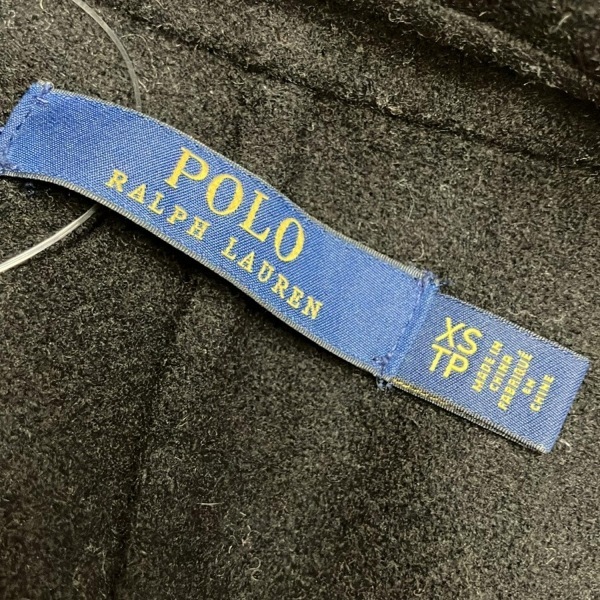 POLO
RALPH LAUREN
XS
TP
MADE IN
CHINA
FABRIQUÉ
EN
CHINE